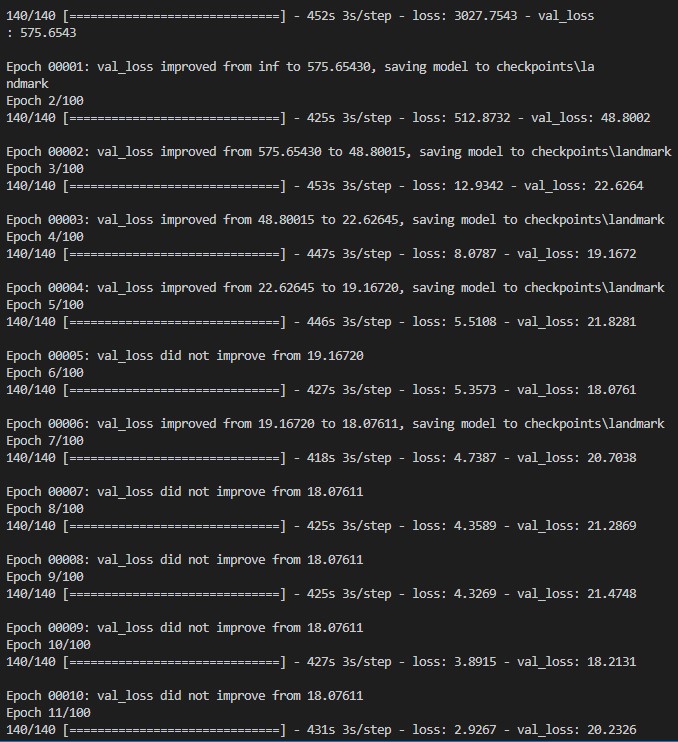 140/140 [==============================] - 452s 3s/step - loss: 3027.7543 - val_loss
: 575.6543
Epoch 00001: val_loss improved from inf to 575.65430, saving model to checkpoints\la
ndmark
Epoch 2/100
140/140 [==============================] - 425s 3s/step - loss: 512.8732 - val_loss: 48.8002
Epoch 00002: val_loss improved from 575.65430 to 48.80015, saving model to checkpoints\landmark
Epoch 3/100
140/140 [==============================] - 453s 3s/step - loss: 12.9342 - val_loss: 22.6264
Epoch 00003: val_loss improved from 48.80015 to 22.62645, saving model to checkpoints\landmark
Epoch 4/100
140/140 [==============================] - 447s 3s/step - loss: 8.0787 - val_loss: 19.1672
Epoch 00004: val_loss improved from 22.62645 to 19.16720, saving model to checkpoints\landmark
Epoch 5/100
140/140 [==============================] - 446s 3s/step - loss: 5.5108 - val_loss: 21.8281
Epoch 00005: val_loss did not improve from 19.16720
Epoch 6/100
140/140 [==============================] - 427s 3s/step - loss: 5.3573 - val_loss: 18.0761
Epoch 00006: val_loss improved from 19.16720 to 18.07611, saving model to checkpoints\landmark
Epoch 7/100
140/140 [==============================] - 418s 3s/step - loss: 4.7387 - val_loss: 20.7038
Epoch 00007: val_loss did not improve from 18.07611
Epoch 8/100
140/140 [==============================] - 425s 3s/step - loss: 4.3589 - val_loss: 21.2869
Epoch 00008: val_loss did not improve from 18.07611
Epoch 9/100
140/140 [==============================] - 425s 3s/step - loss: 4.3269 - val_loss: 21.4748
Epoch 00009: val_loss did not improve from 18.07611
Epoch 10/100
140/140 [==============================] - 427s 3s/step - loss: 3.8915 - val_loss: 18.2131
Epoch 00010: val_loss did not improve from 18.07611
Epoch 11/100
140/140 [==============================] - 431s 3s/step - loss: 2.9267 - val_loss: 20.2326